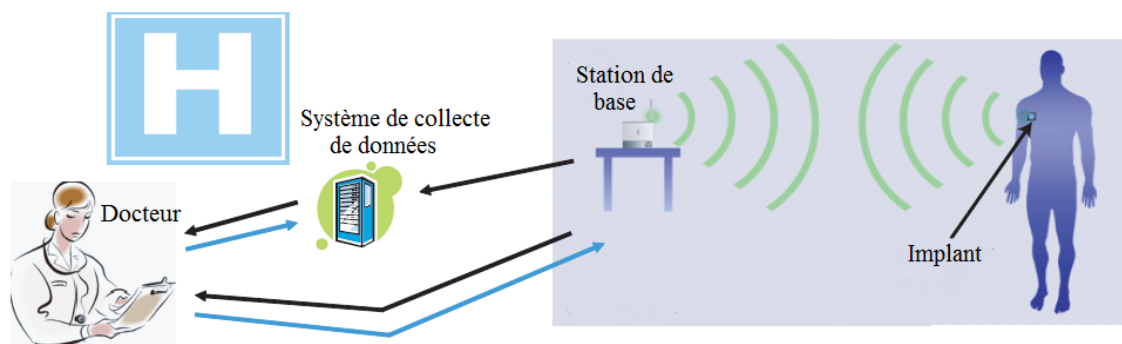 H
Station de
base
Système de collecte
de données
Docteur
Implant